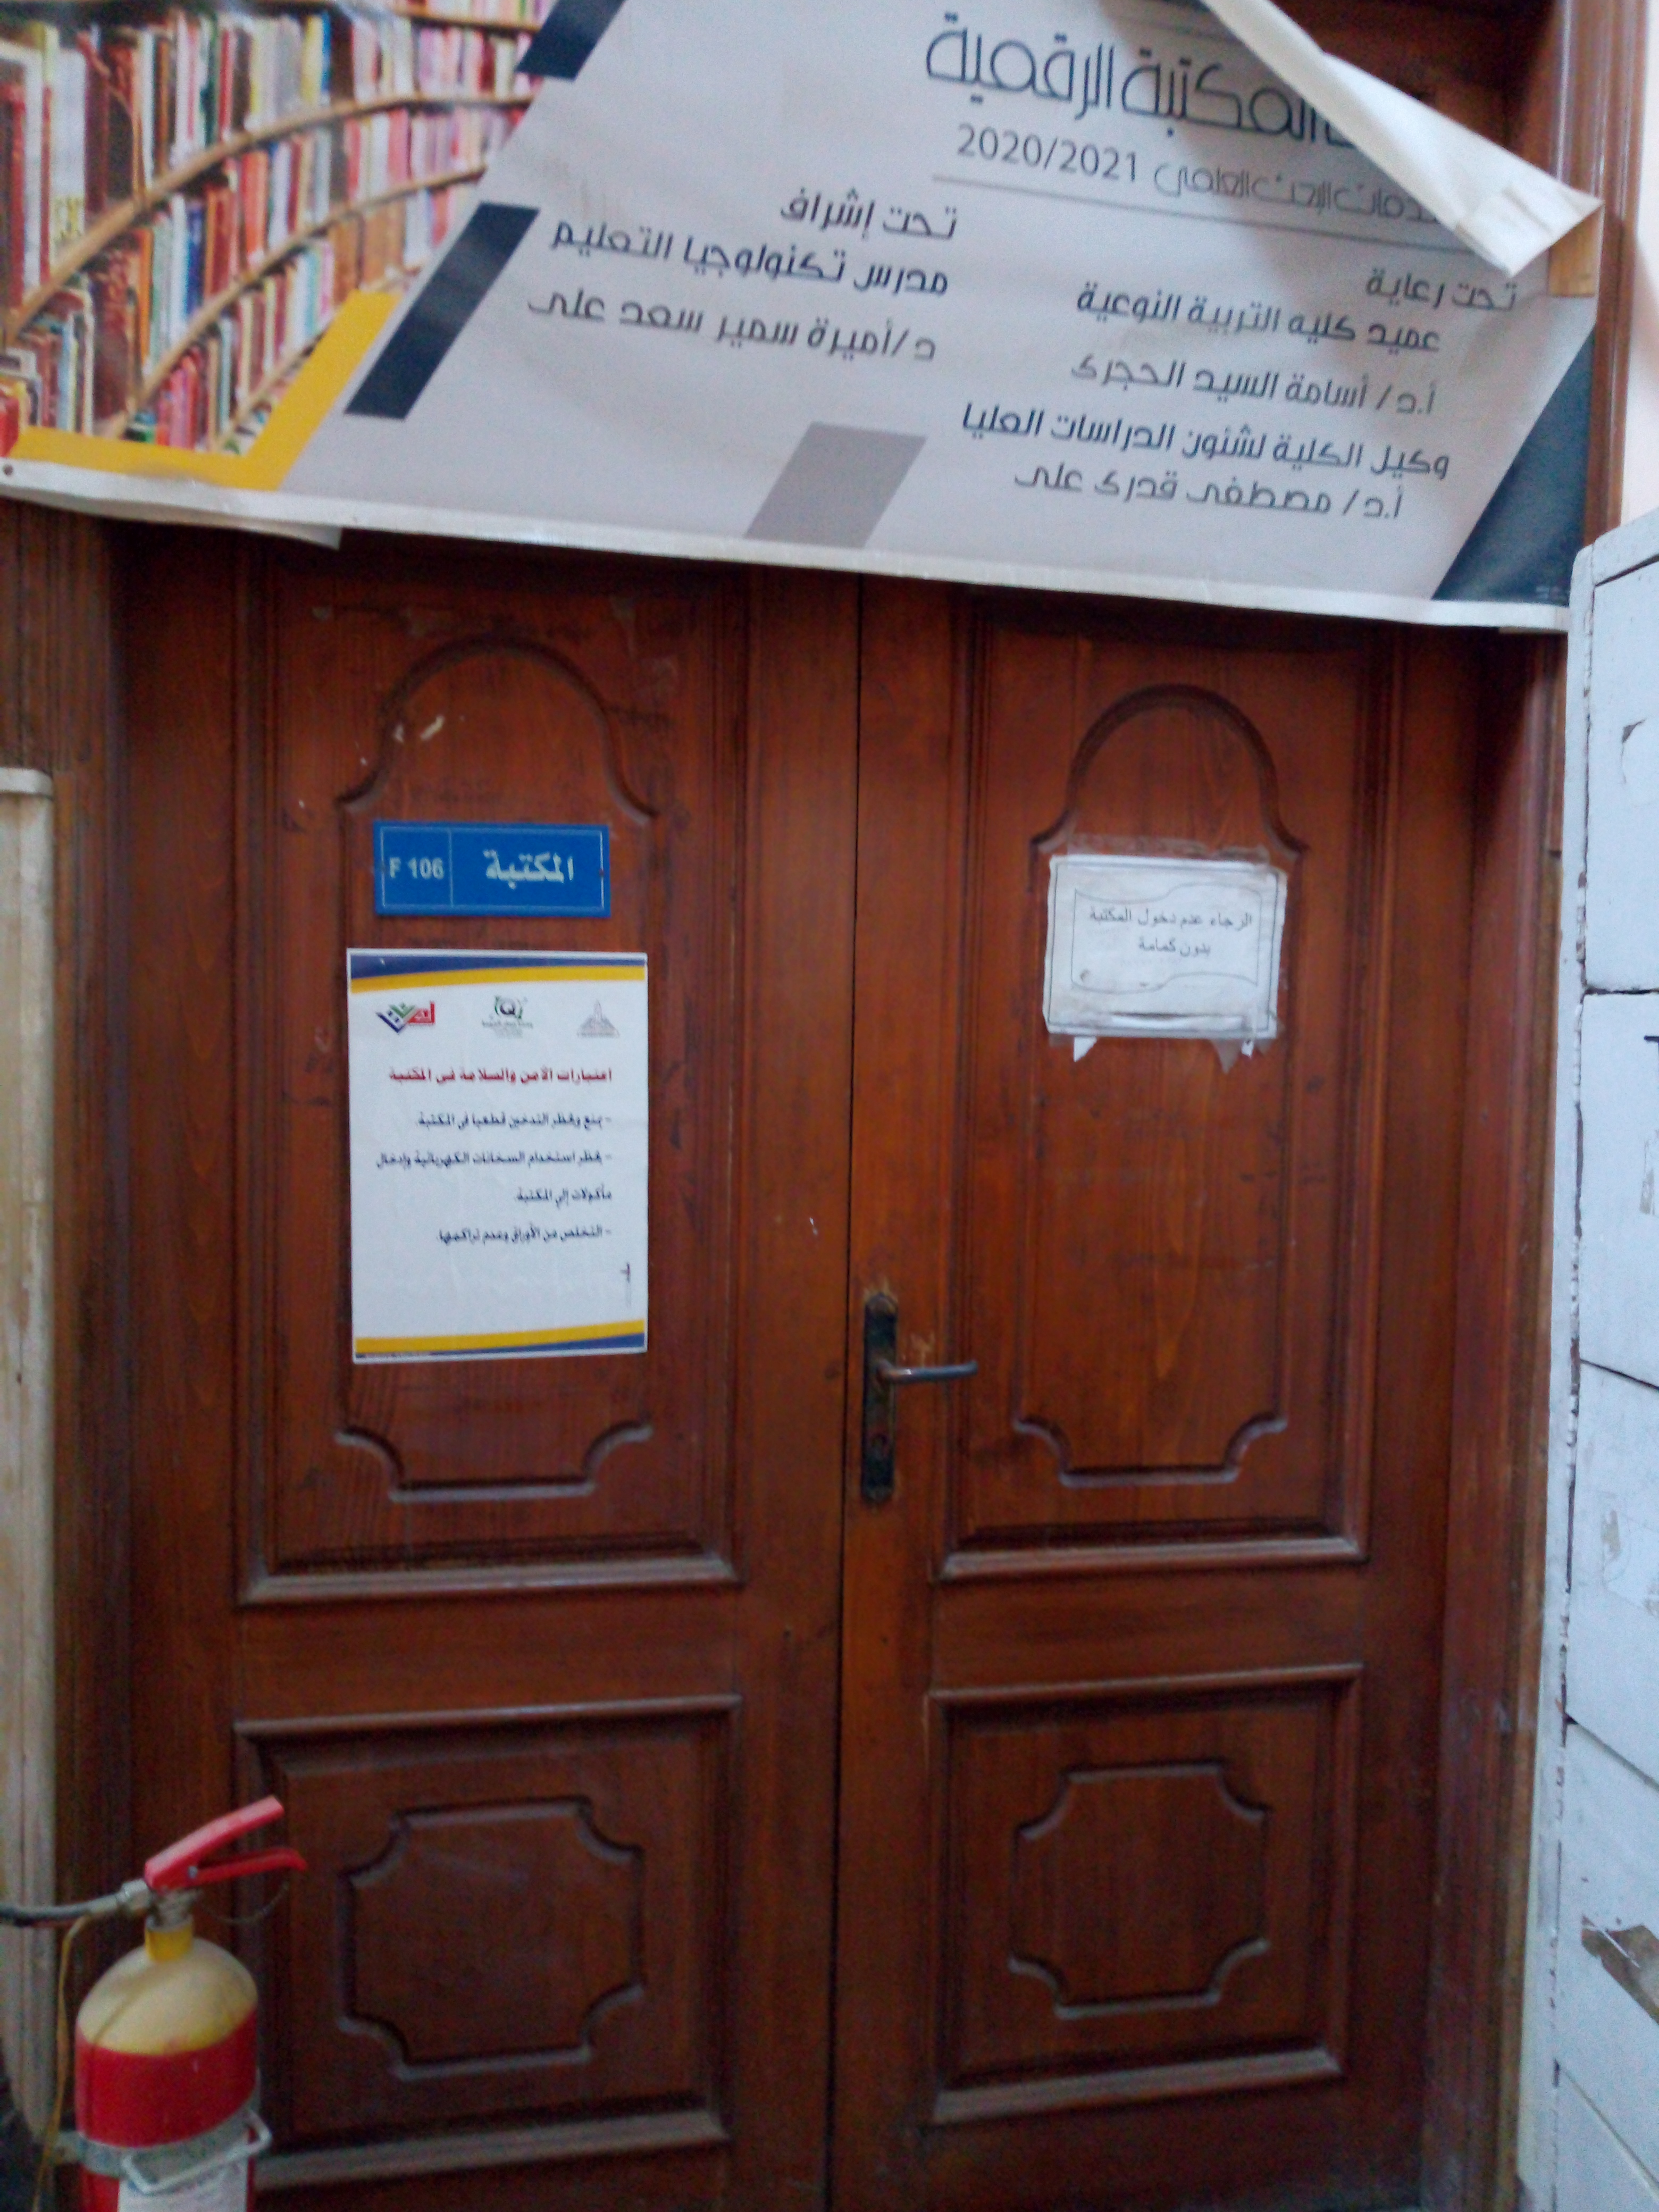 المكتبة الرقمية
2020/2021
تحت رعاية
عميد كليه التربية النوعية
أ.د/ أسامة السيد الحجرى
وكيل الكلية لشئون الدراسات العليا
أ.د/ مصطفى قدرى على
تحت إشراف
مدرس تكنولوجيا التعليم
د/أميرة سمير سعد على
المكتبة
F 106
الرجاء عدم دخول المكتبة
بدون كمامة
اعتبارات الأمن والسلامة فى المكتبة
- يمنع ويحظر التدخين قطعيا فى المكتبة.
- يحظر استخدام السخانات الكهربائية وإدخال
مأكولات إلي المكتبة.
- التخلص من الأوراق وعدم تراكمها.